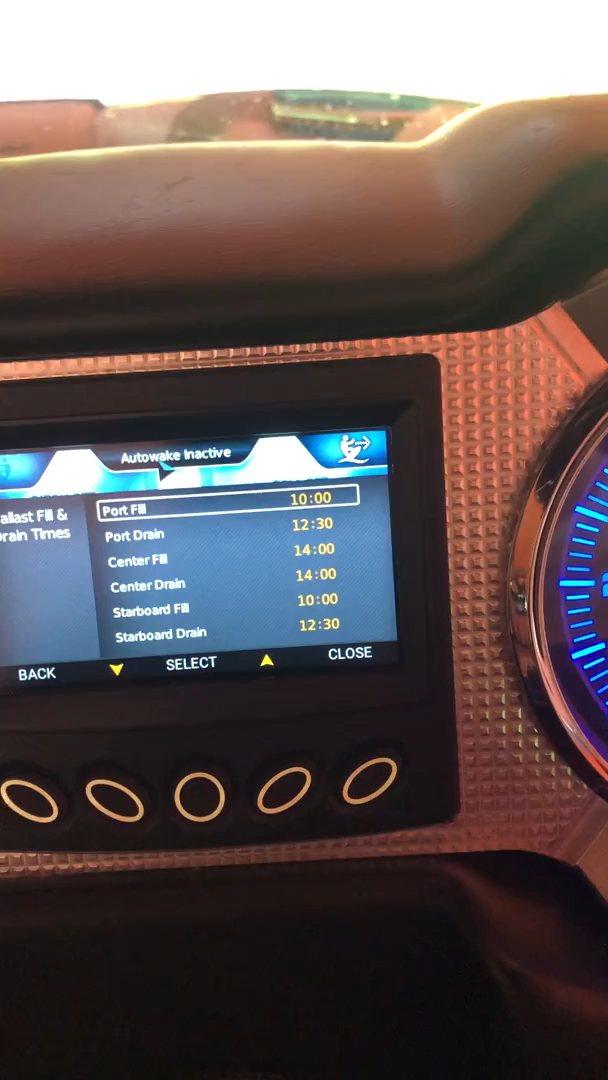 Autowake Inactive
allast Fill &
rain Times
Port Fill 10:00
Port Drain 12:30
Center Fill 14:00
Center Drain 14:00
Starboard Fill 10:00
Starboard Drain 12:30
BACK SELECT CLOSE